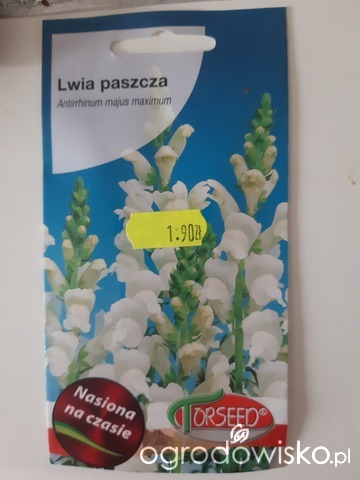 Lwia paszcza
Antirrhinum majus maximum
1.90ZŁ
Nasiona
na czasie
TORSEED®
ogrodowisko.pl